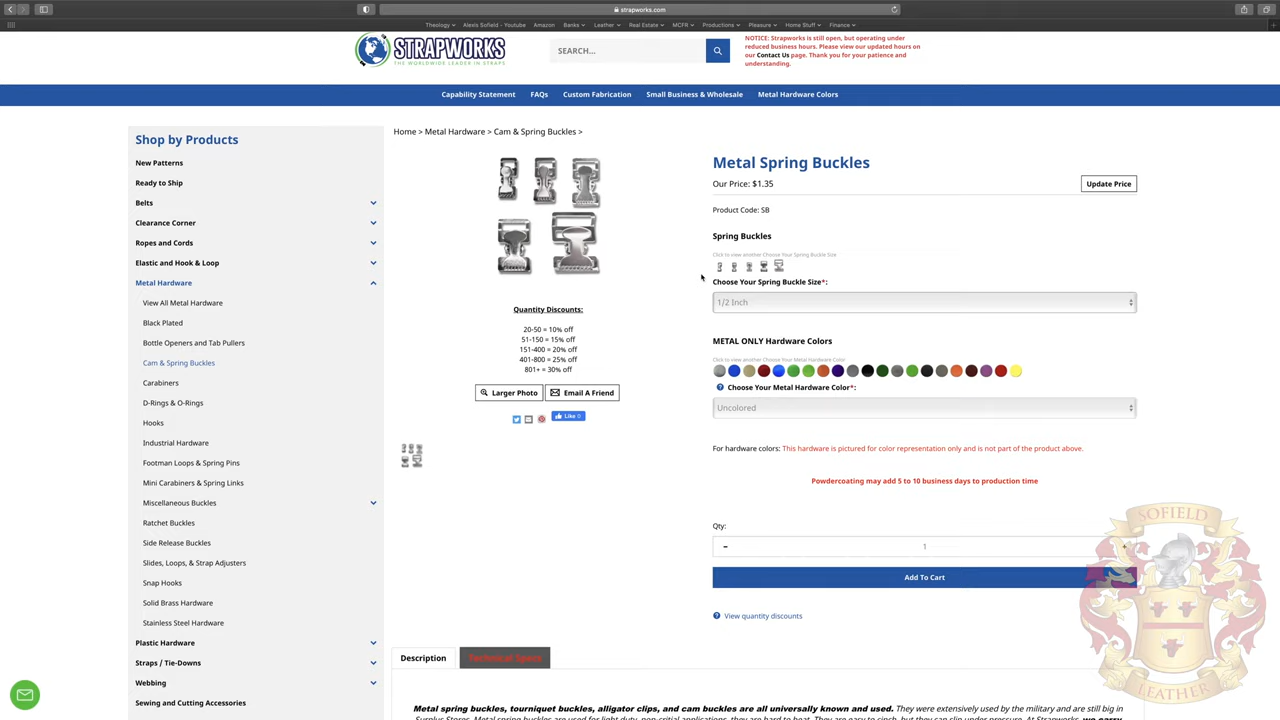 strapworks.com
Theology
Alexis Sofield - Youtube
Amazon
Banks
Leather
Real Estate
MCFR
Productions
Pleasure
Home Stuff
Finance
STRAPWORKS
THE WORLDWIDE LEADER IN STRAPS
SEARCH...
NOTICE: Strapworks is still open, but operating under
reduced business hours. Please view our updated hours on
our Contact Us page. Thank you for your patience and
understanding.
Capability Statement
FAQs
Custom Fabrication
Small Business & Wholesale
Metal Hardware Colors
Shop by Products
New Patterns
Ready to Ship
Belts
Clearance Corner
Ropes and Cords
Elastic and Hook & Loop
Metal Hardware
View All Metal Hardware
Black Plated
Bottle Openers and Tab Pullers
Cam & Spring Buckles
Carabiners
D-Rings & O-Rings
Hooks
Industrial Hardware
Footman Loops & Spring Pins
Mini Carabiners & Spring Links
Miscellaneous Buckles
Ratchet Buckles
Side Release Buckles
Slides, Loops, & Strap Adjusters
Snap Hooks
Solid Brass Hardware
Stainless Steel Hardware
Plastic Hardware
Straps / Tie-Downs
Webbing
Sewing and Cutting Accessories
Home > Metal Hardware > Cam & Spring Buckles >
Quantity Discounts:
20-50 = 10% off
51-150 = 15% off
151-400 = 20% off
401-800 = 25% off
801+ = 30% off
Larger Photo
Email A Friend
Like 0
Metal Spring Buckles
Our Price: $1.35
Update Price
Product Code: SB
Spring Buckles
Click to view another Choose Your Spring Buckle Size
Choose Your Spring Buckle Size*:
1/2 Inch
METAL ONLY Hardware Colors
Click to view another Choose Your Metal Hardware Color
Choose Your Metal Hardware Color*:
Uncolored
For hardware colors: This hardware is pictured for color representation only and is not part of the product above.
Powdercoating may add 5 to 10 business days to production time
Qty:
- 1 +
Add To Cart
View quantity discounts
Description
Technical Specs
Metal spring buckles, tourniquet buckles, alligator clips, and cam buckles are all universally known and used. They were extensively used by the military and are still big in
Surplus Stores. Metal spring buckles are used for light duty, non-critical applications, they are hard to beat. They are easy to cinch, but they can slip under pressure. At Strapworks, we carry
SOFIELD
LEATHER